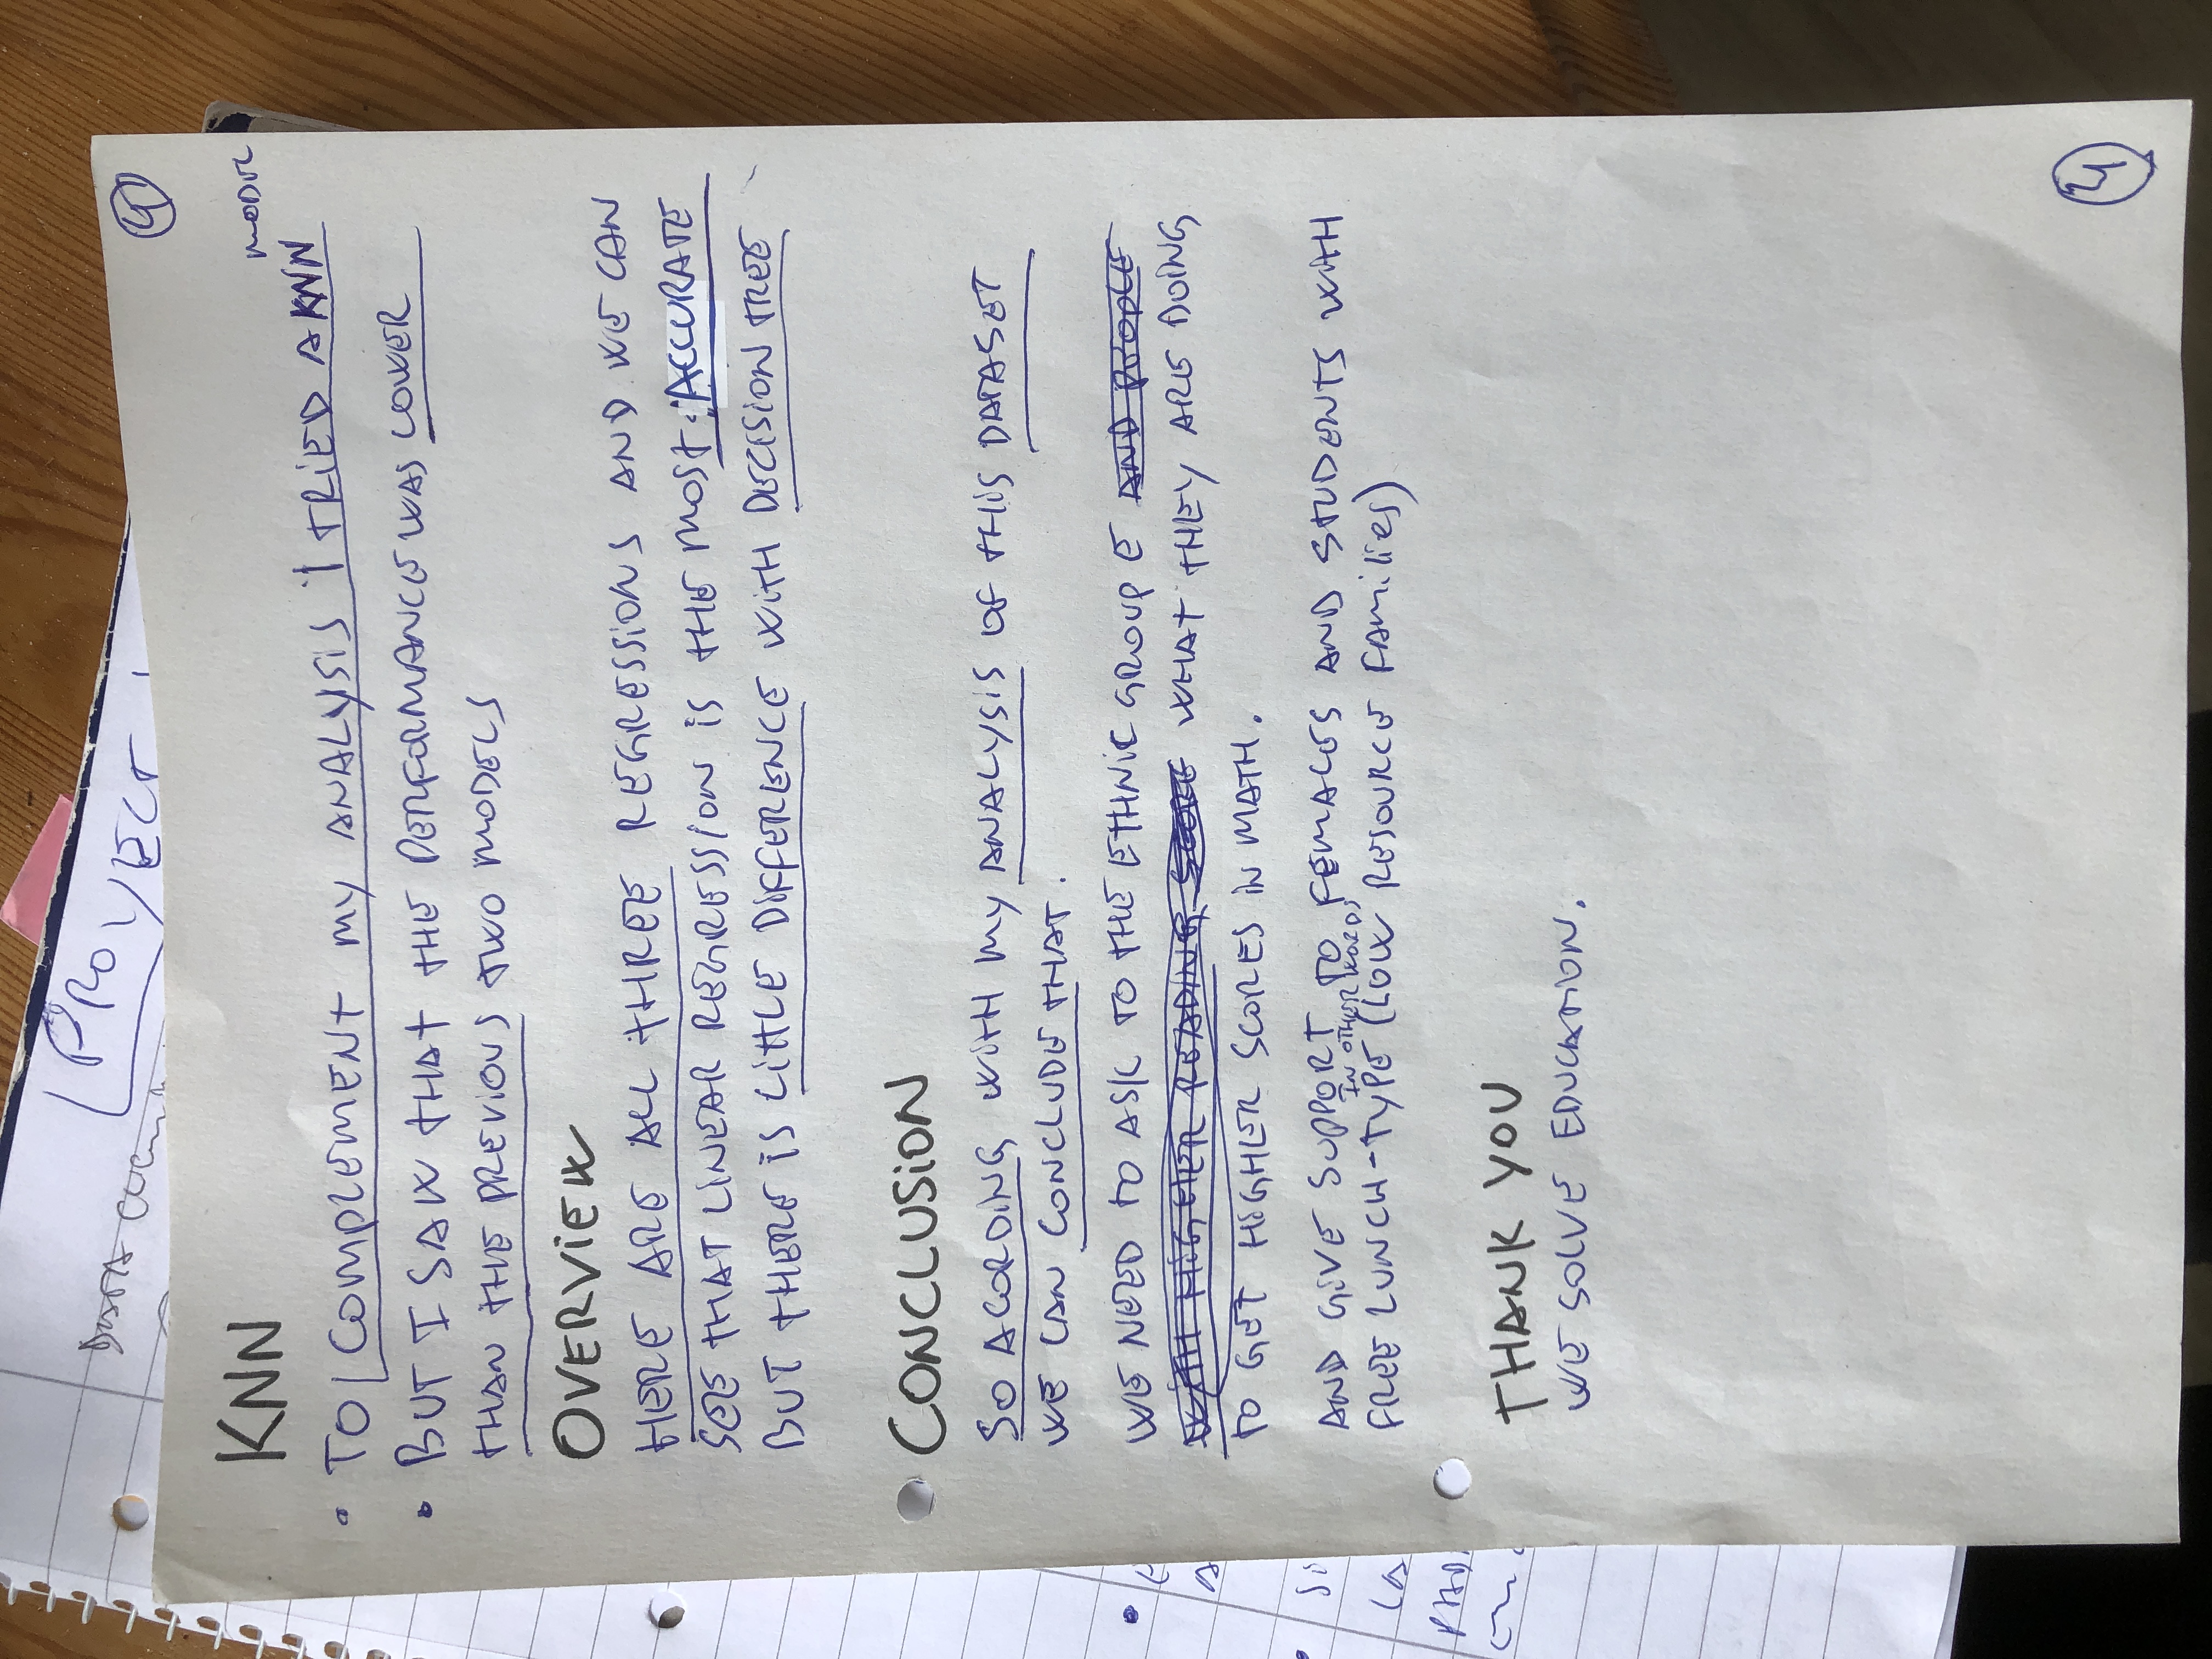 PROYECT
DATA
4
KNN
MODEL
• TO COMPLEMENT MY ANALYSIS I TRIED A KNN
• BUT I SAW THAT THE PERFORMANCE WAS LOWER
THAN THE PREVIOUS TWO MODELS
OVERVIEW
HERE ARE ALL THREE REGRESSIONS AND WE CAN
SEE THAT LINEAR REGRESSION IS THE MOST ACCURATE
BUT THERE IS LITTLE DIFFERENCE WITH DECISION TREE
CONCLUSION
SO ACORDING WITH MY ANALYSIS OF THIS DATASET
WE CAN CONCLUDE THAT.
WE NEED TO ASK TO THE ETHNIC GROUP E AND PEOPLE
WITH HIGHER READING SCORE WHAT THEY ARE DOING
TO GET HIGHER SCORES IN MATH.
AND GIVE SUPPORT TO FEMALES AND STUDENTS WITH
IN OTHER WORDS
FREE LUNCH-TYPE (LOW RESOURCE FAMILIES)
THANK YOU
WE SOLVE EDUCATION.
4